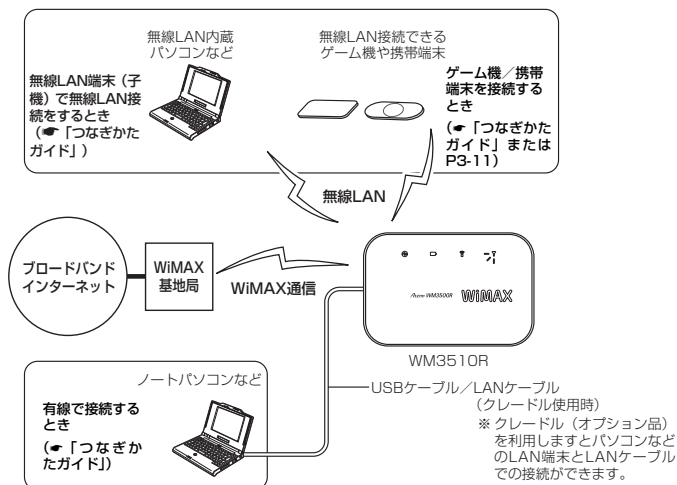 無線LAN内蔵
パソコンなど
無線LAN端末（子
機）で無線LAN接
続をするとき
（☛「つなぎかた
ガイド」）
無線LAN接続できる
ゲーム機や携帯端末
ゲーム機／携帯
端末を接続する
とき
（☛「つなぎかた
ガイド」または
P3-11）
無線LAN
ブロードバンド
インターネット
WiMAX
基地局
WiMAX通信
Aterm WM3500R WiMAX
WM3510R
ノートパソコンなど
有線で接続する
とき
（☛「つなぎか
たガイド」）
USBケーブル／LANケーブル
（クレードル使用時）
※ クレードル（オプション品）
を利用しますとパソコンなど
のLAN端末とLANケーブル
での接続ができます。